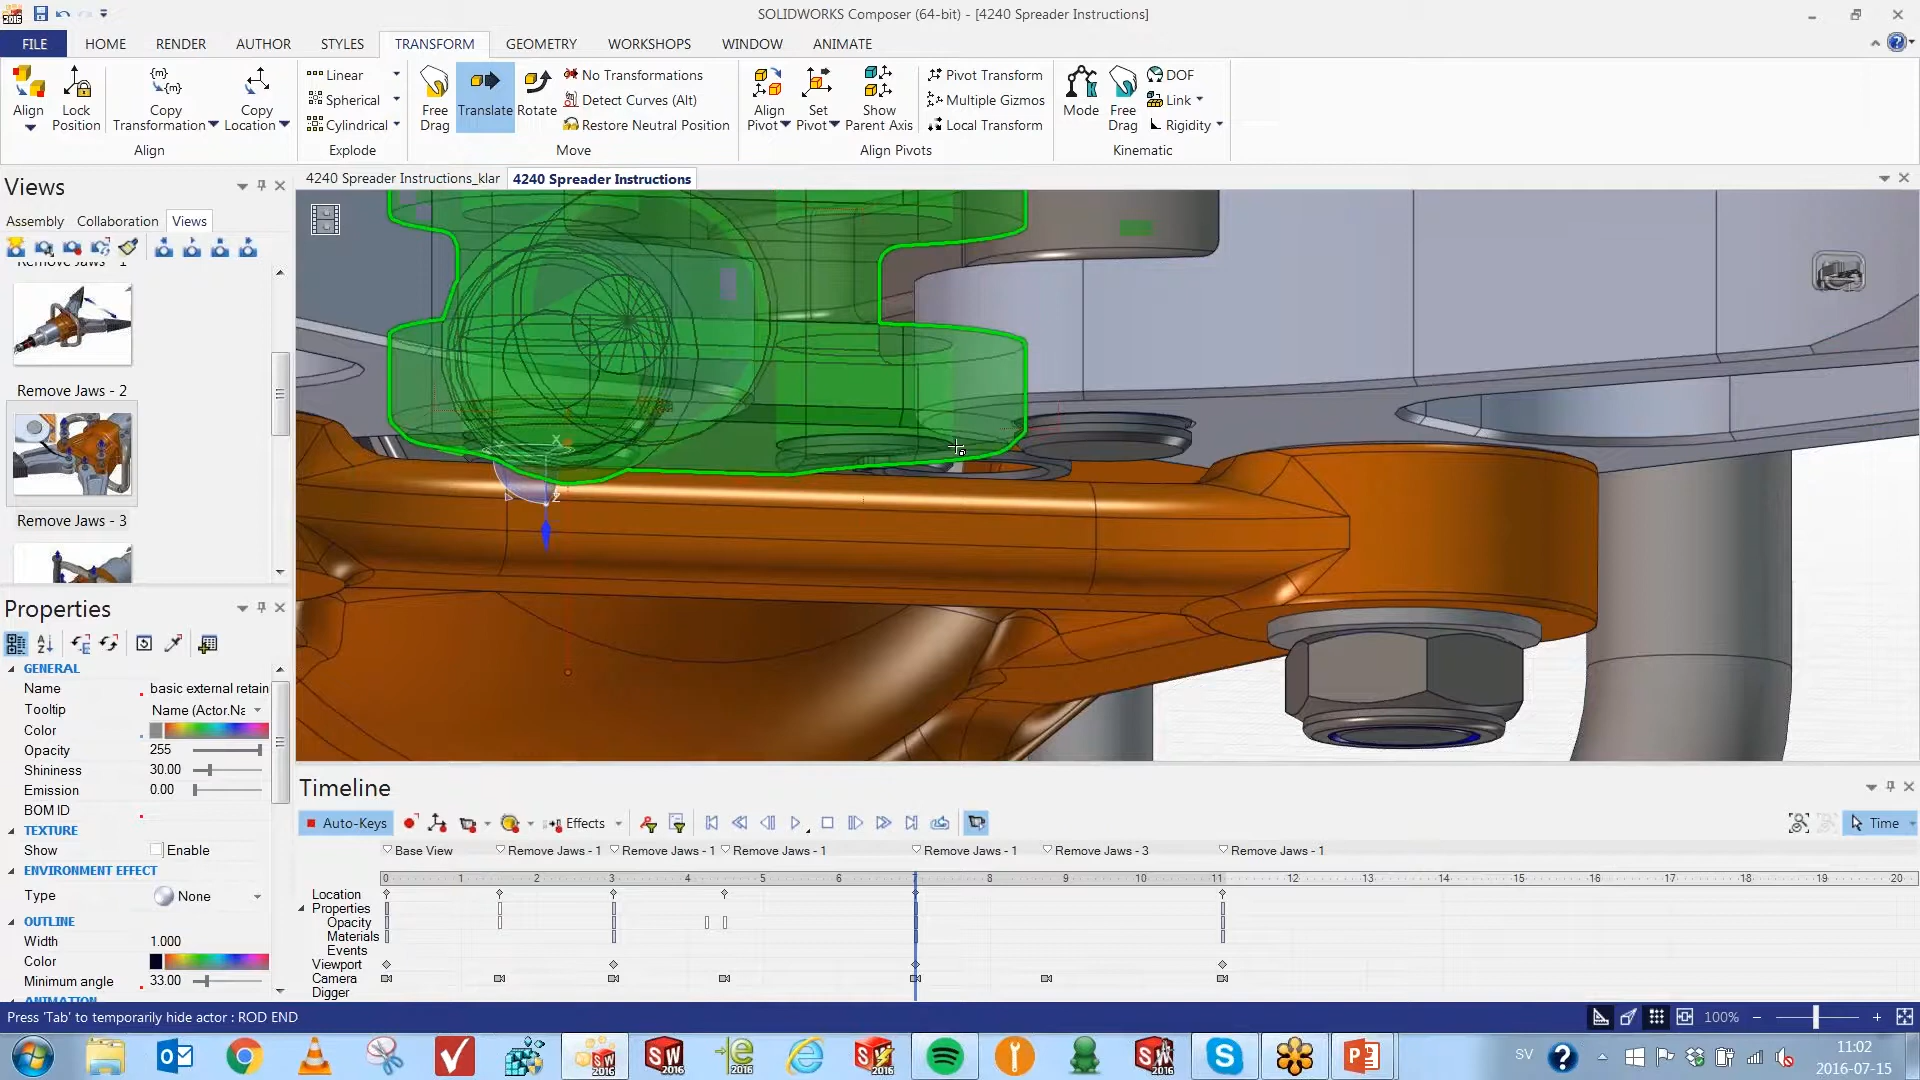 SOLIDWORKS Composer (64-bit) - [4240 Spreader Instructions]
FILE HOME RENDER AUTHOR STYLES TRANSFORM GEOMETRY WORKSHOPS WINDOW ANIMATE
Align
Lock Position
Copy Transformation
Copy Location
Align
Linear
Spherical
Cylindrical
Explode
Free Drag
Translate
Rotate
No Transformations
Detect Curves (Alt)
Restore Neutral Position
Move
Align Pivot
Set Pivot
Show Parent Axis
Pivot Transform
Multiple Gizmos
Local Transform
Align Pivots
Mode
Free Drag
DOF
Link
Rigidity
Kinematic
Views
Assembly Collaboration Views
Remove Jaws - 1
Remove Jaws - 2
Remove Jaws - 3
4240 Spreader Instructions_klar
4240 Spreader Instructions
X
Z
Properties
GENERAL
Name basic external retain
Tooltip Name (Actor.Na
Color
Opacity 255
Shininess 30.00
Emission 0.00
BOM ID
TEXTURE
Show Enable
ENVIRONMENT EFFECT
Type None
OUTLINE
Width 1.000
Color
Minimum angle 33.00
ANIMATION
Timeline
Auto-Keys Effects Time
Base View Remove Jaws - 1 Remove Jaws - 1 Remove Jaws - 1 Remove Jaws - 1 Remove Jaws - 3 Remove Jaws - 1
0 1 2 3 4 5 6 7 8 9 10 11 12 13 14 15 16 17 18 19 20
Location
Properties
Opacity
Materials
Events
Viewport
Camera
Digger
Press 'Tab' to temporarily hide actor : ROD END
100%
SV
11:02
2016-07-15